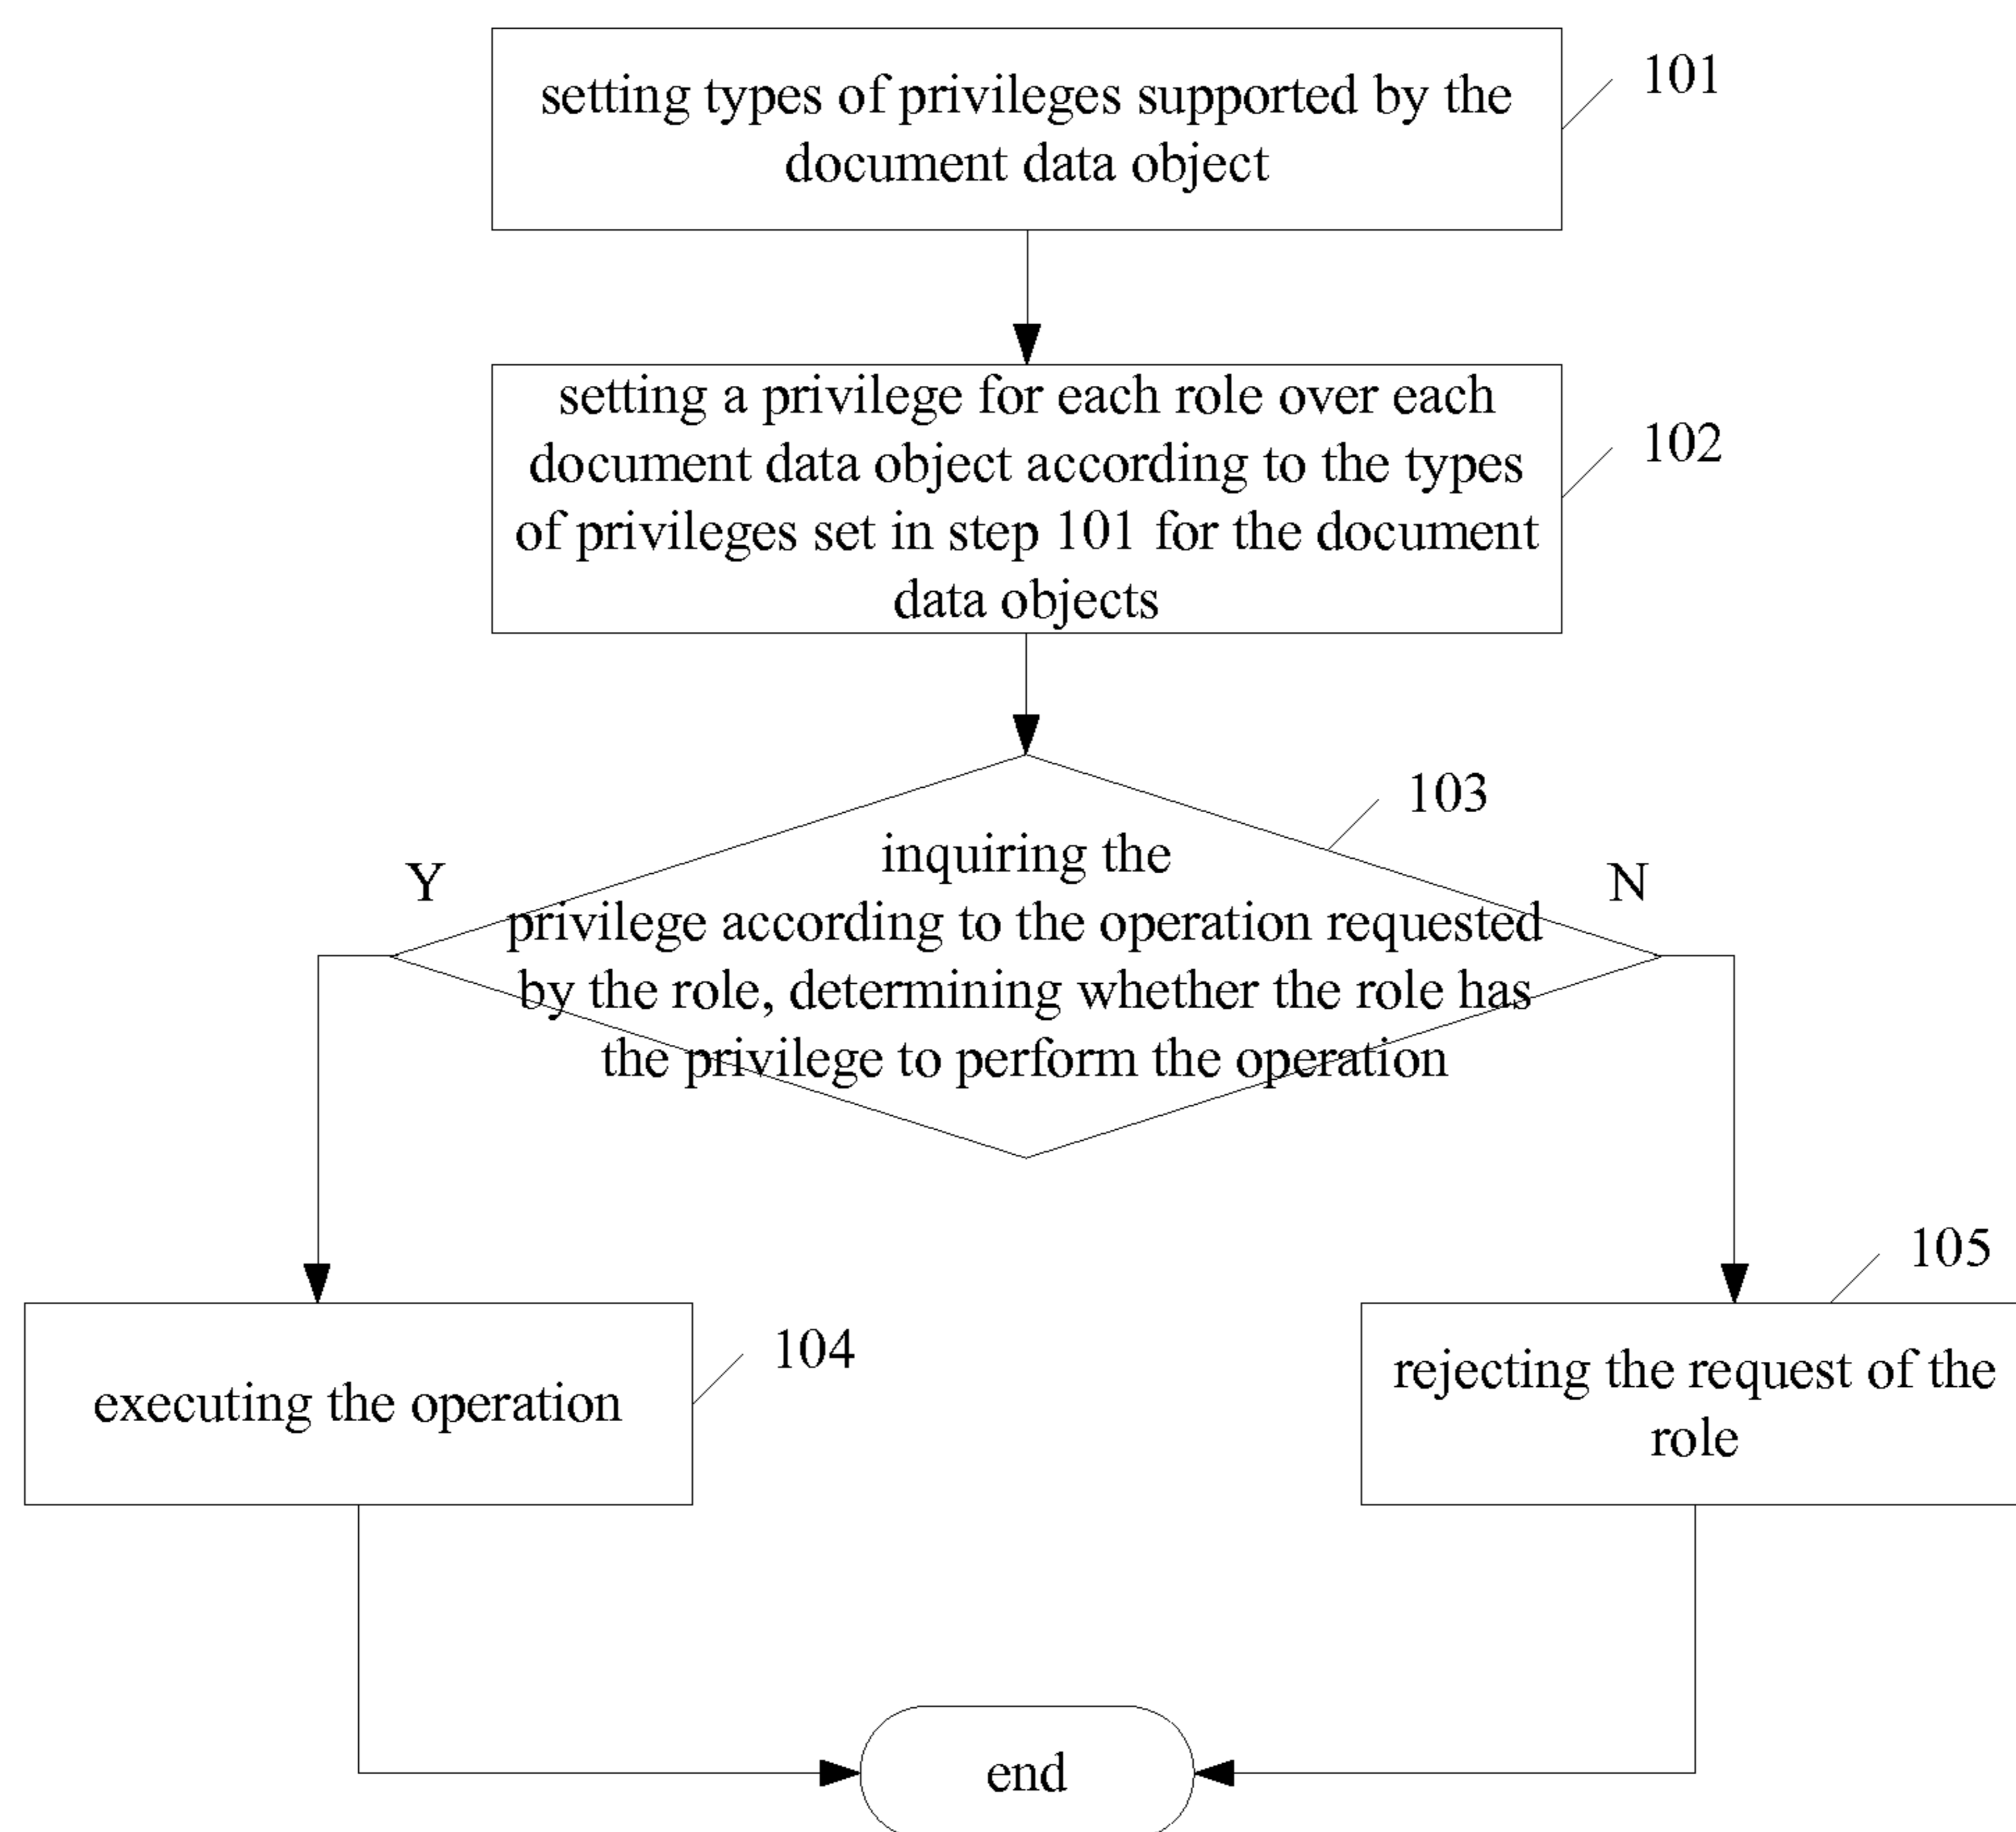 setting types of privileges supported by the
document data object
101
setting a privilege for each role over each
document data object according to the types
of privileges set in step 101 for the document
data objects
102
103
inquiring the
privilege according to the operation requested
by the role, determining whether the role has
the privilege to perform the operation
Y
N
executing the operation
104
105
rejecting the request of the
role
end